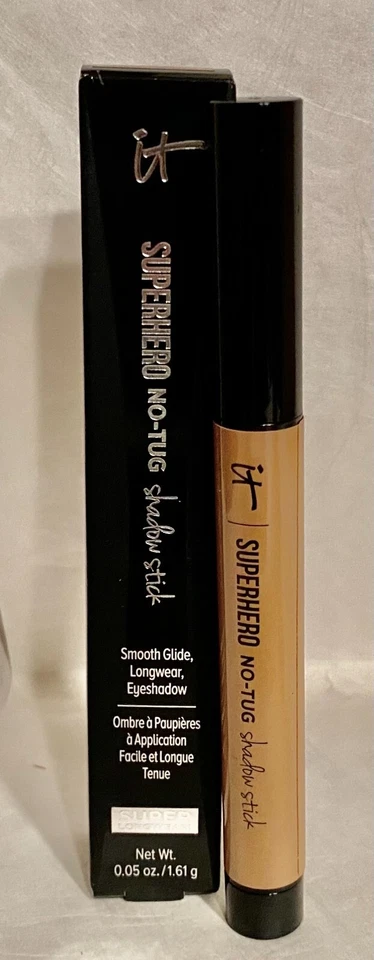 it
SUPERHERO NO-TUG shadow stick
Smooth Glide,
Longwear,
Eyeshadow
Ombre à Paupières
à Application
Facile et Longue
Tenue
SUPER
Net Wt.
0.05 oz./1.61 g
it | SUPERHERO NO-TUG shadow stick